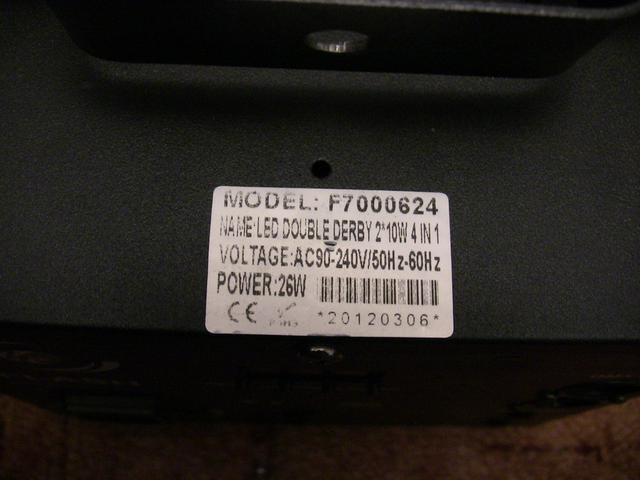 MODEL: F7000624
NAME:LED DOUBLE DERBY 2*10W 4 IN 1
VOLTAGE:AC90-240V/50Hz-60Hz
POWER:26W
CE
*20120306*